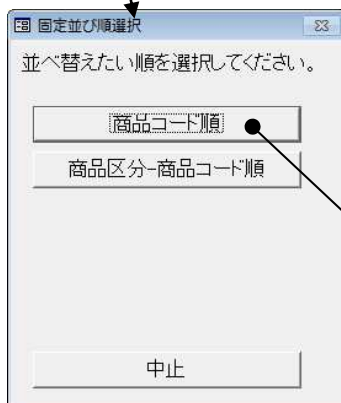 固定並び順選択
並べ替えたい順を選択してください。
商品コード順
商品区分-商品コード順
中止